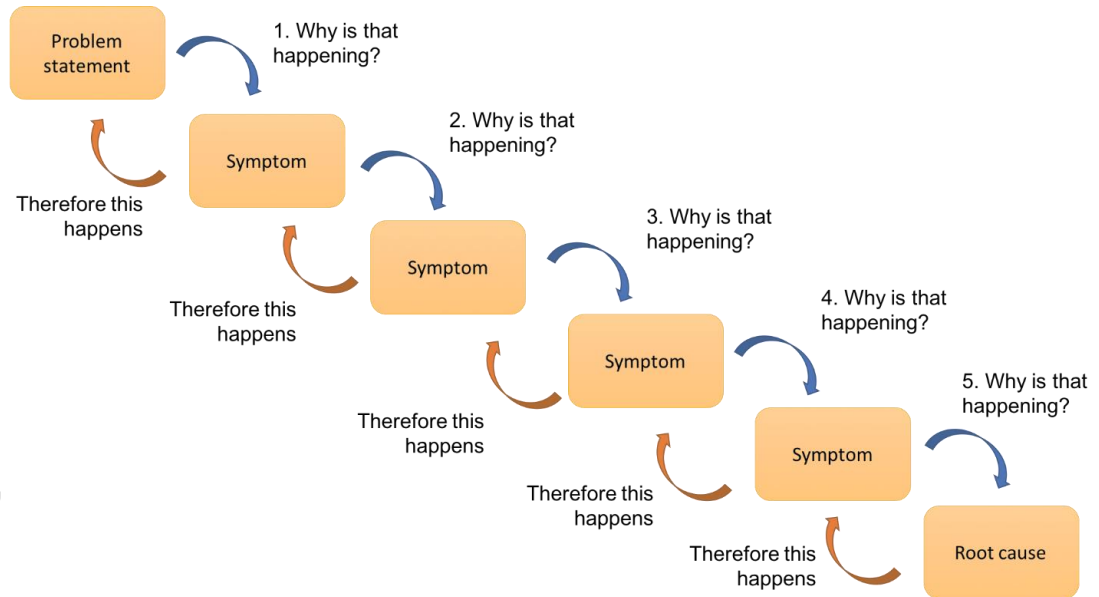 Problem
statement
1. Why is that
happening?
Symptom
2. Why is that
happening?
Therefore this
happens
Symptom
3. Why is that
happening?
Therefore this
happens
Symptom
4. Why is that
happening?
Therefore this
happens
Symptom
5. Why is that
happening?
Therefore this
happens
Root cause
Therefore this
happens